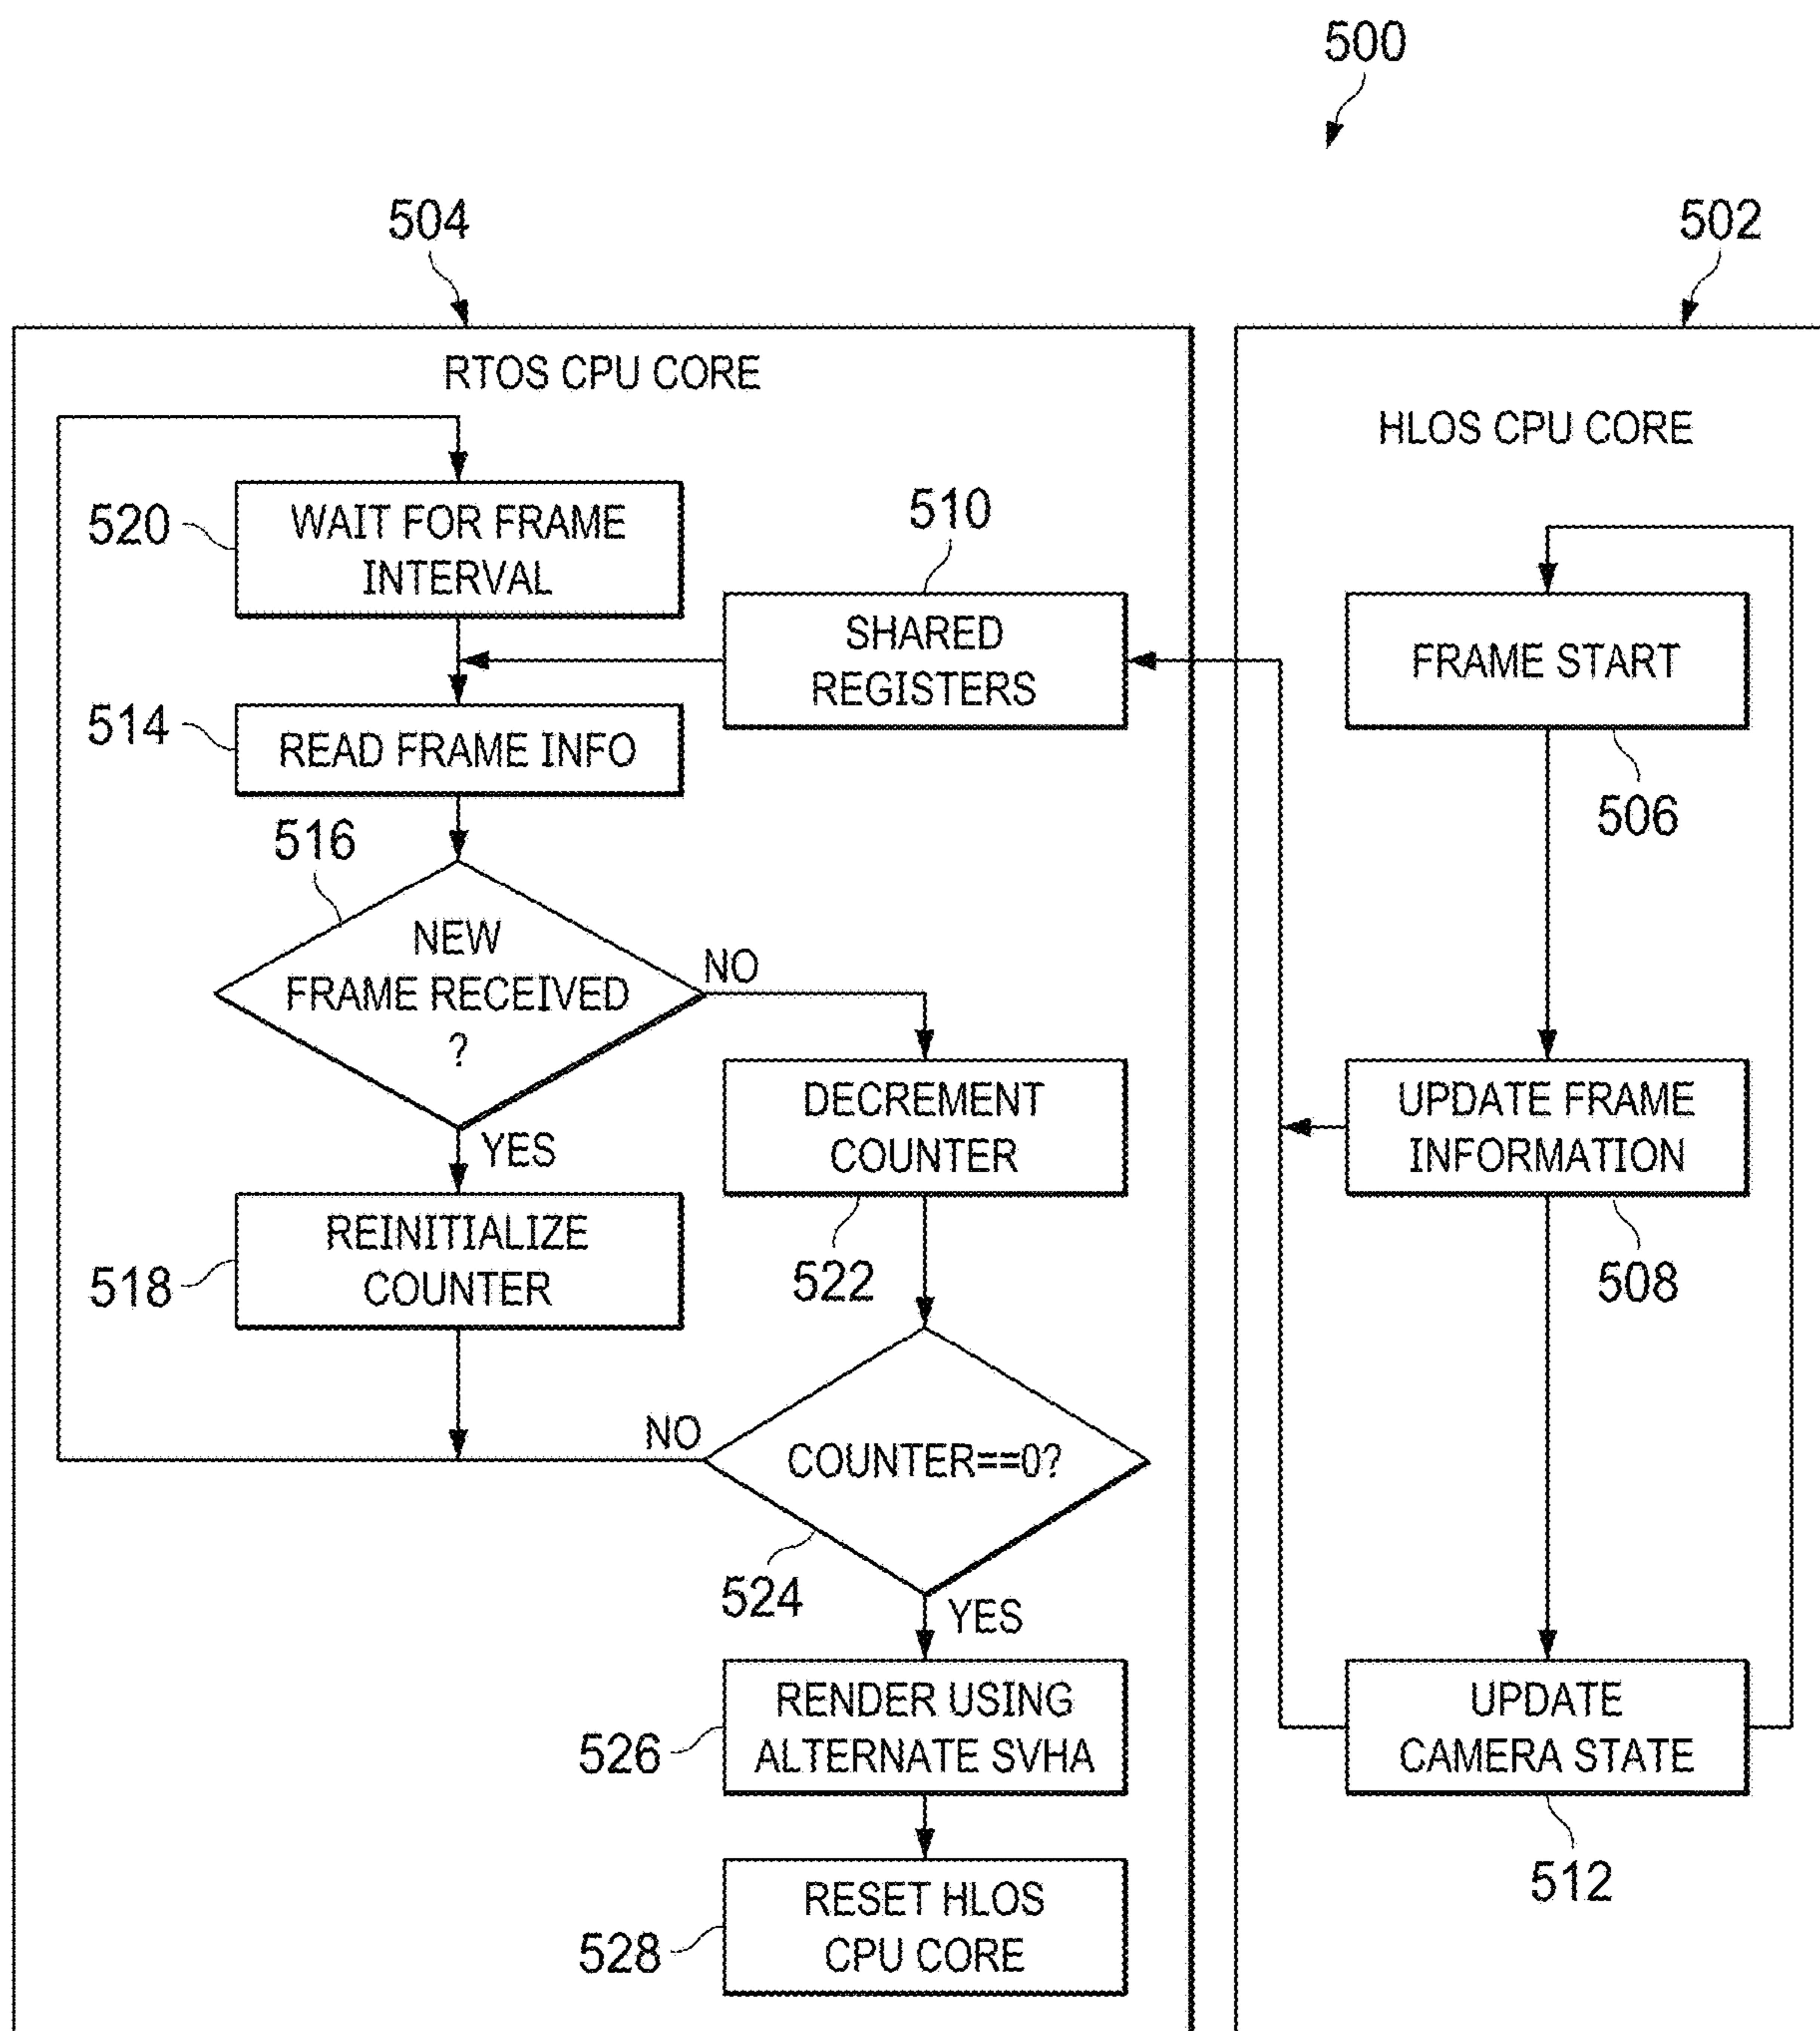 500
504
502
RTOS CPU CORE
HLOS CPU CORE
520
WAIT FOR FRAME
INTERVAL
510
SHARED
REGISTERS
FRAME START
506
514
READ FRAME INFO
516
NEW
FRAME RECEIVED
?
NO
YES
DECREMENT
COUNTER
522
UPDATE FRAME
INFORMATION
508
518
REINITIALIZE
COUNTER
NO
COUNTER==0?
524
YES
526
RENDER USING
ALTERNATE SVHA
UPDATE
CAMERA STATE
512
528
RESET HLOS
CPU CORE